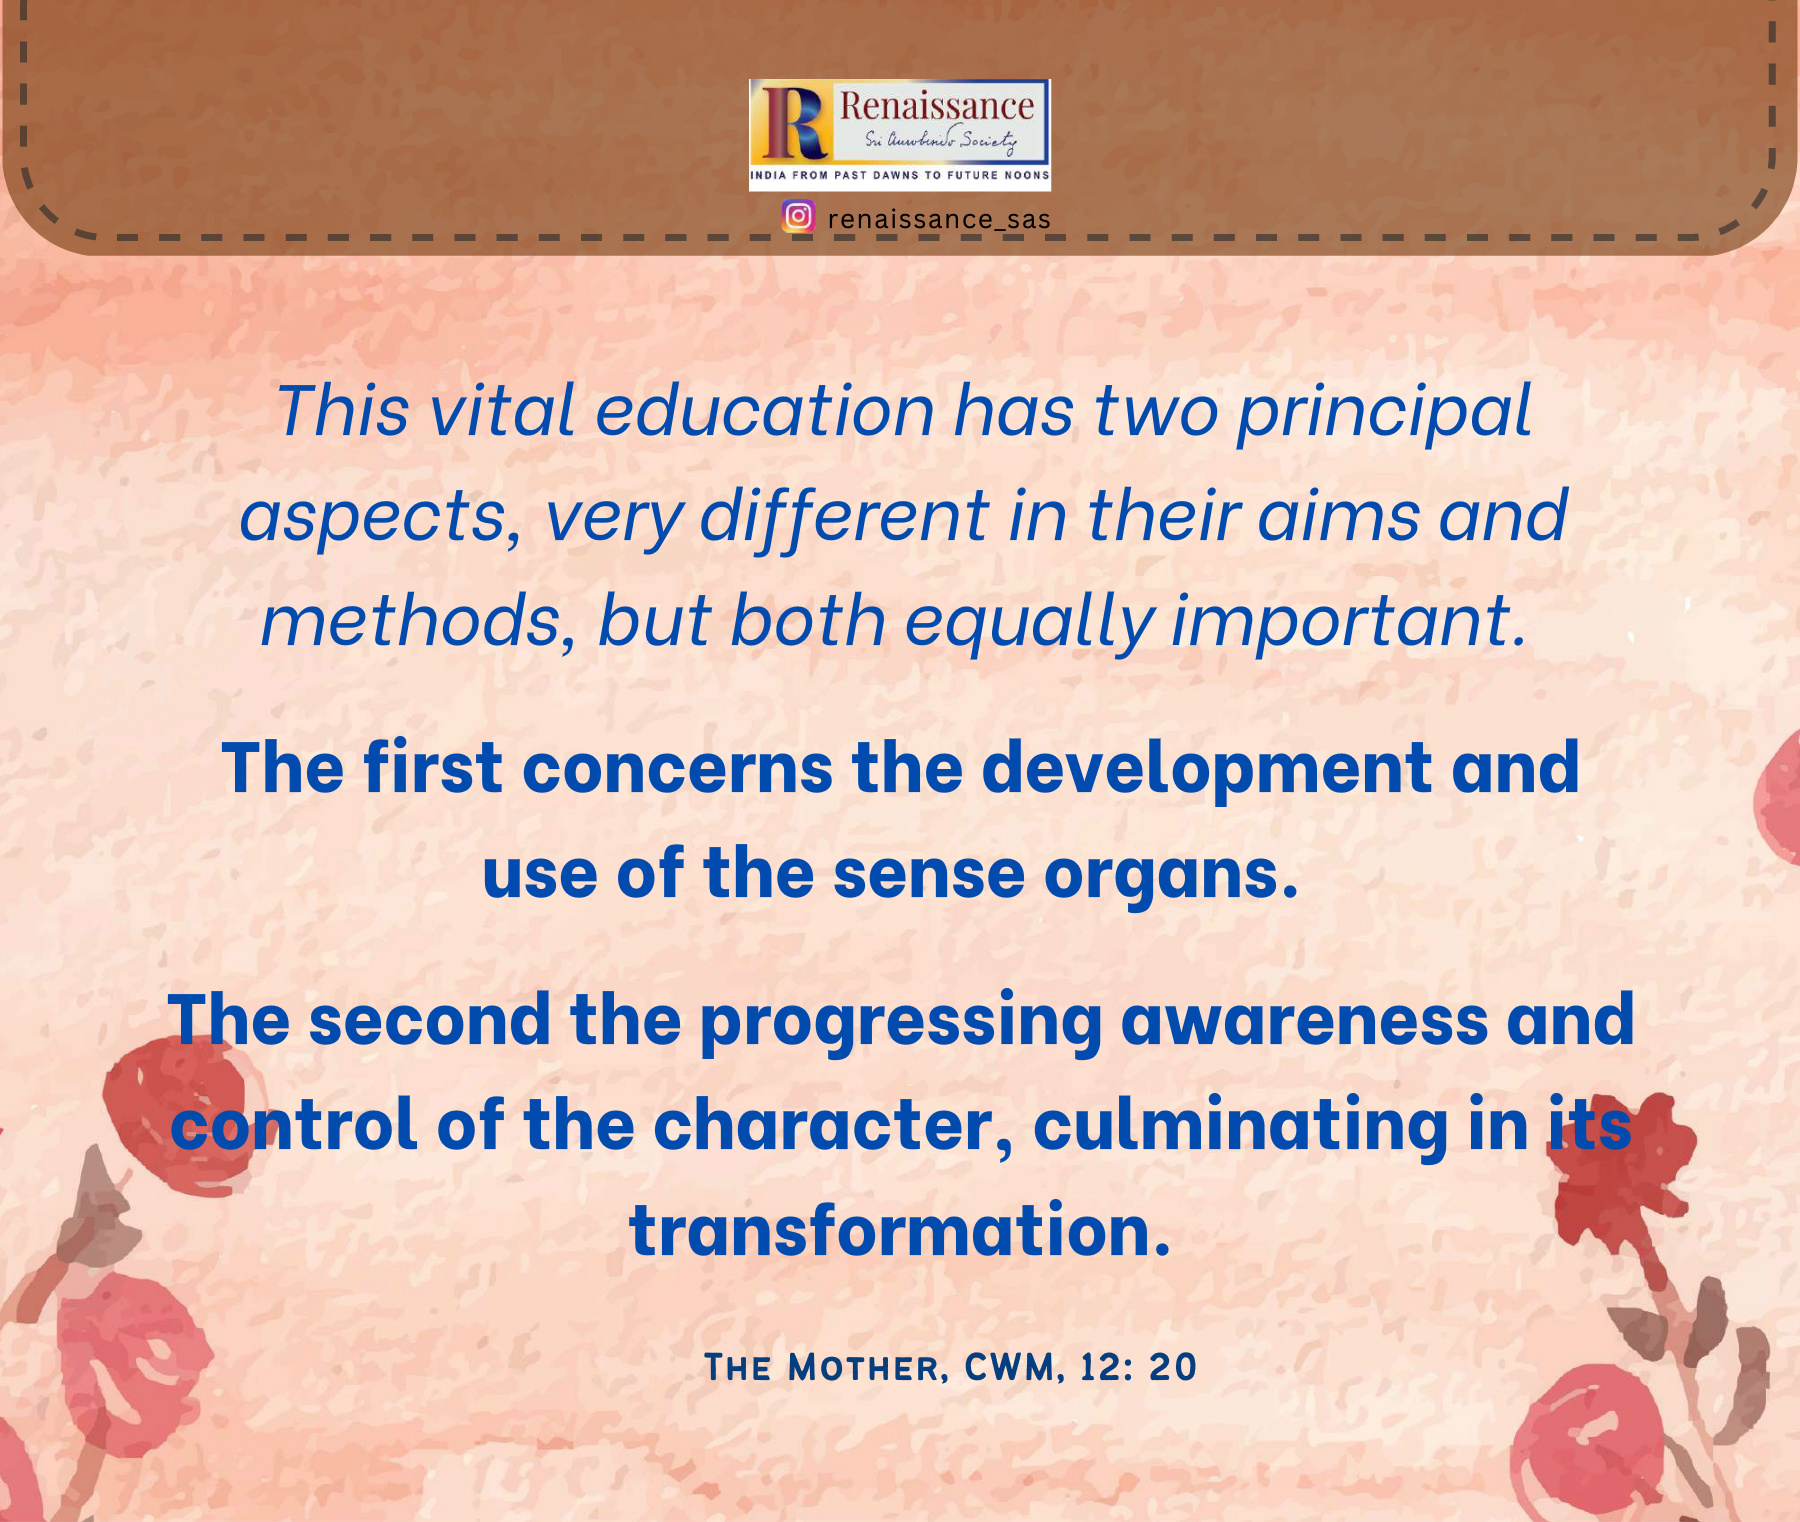 R Renaissance
Sri Aurobindo Society
INDIA FROM PAST DAWNS TO FUTURE NOONS
renaissance_sas
This vital education has two principal
aspects, very different in their aims and
methods, but both equally important.
The first concerns the development and
use of the sense organs.
The second the progressing awareness and
control of the character, culminating in its
transformation.
The Mother, CWM, 12: 20